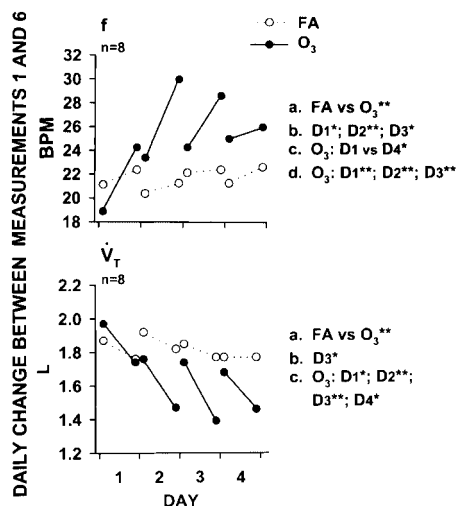 DAILY CHANGE BETWEEN MEASUREMENTS 1 AND 6
FA
O₃
f
n=8
BPM
32
30
28
26
24
22
20
18
a. FA vs O₃**
b. D1*; D2**; D3*
c. O₃: D1 vs D4*
d. O₃: D1**; D2**; D3**
V̇T
n=8
L
2.2
2.0
1.8
1.6
1.4
1.2
a. FA vs O₃**
b. D3*
c. O₃: D1*; D2**;
D3**; D4*
1 2 3 4
DAY